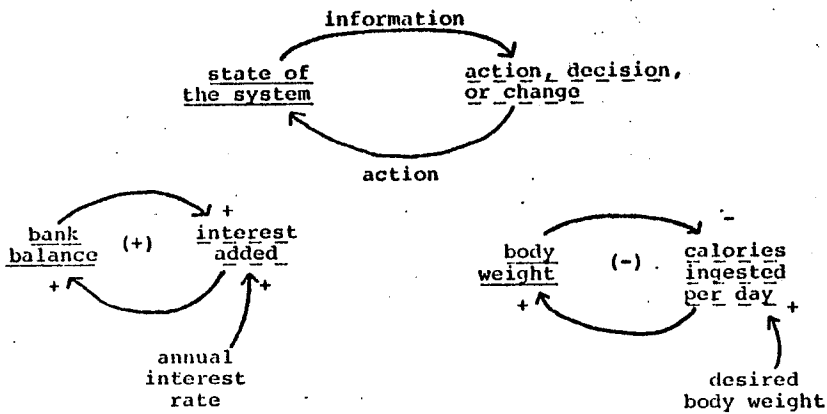 information
state of
the system
action, decision,
or change
action
+
bank
balance
(+)
interest
added
+
+
annual
interest
rate
-
body
weight
(-)
calories
ingested
per day
+
+
desired
body weight